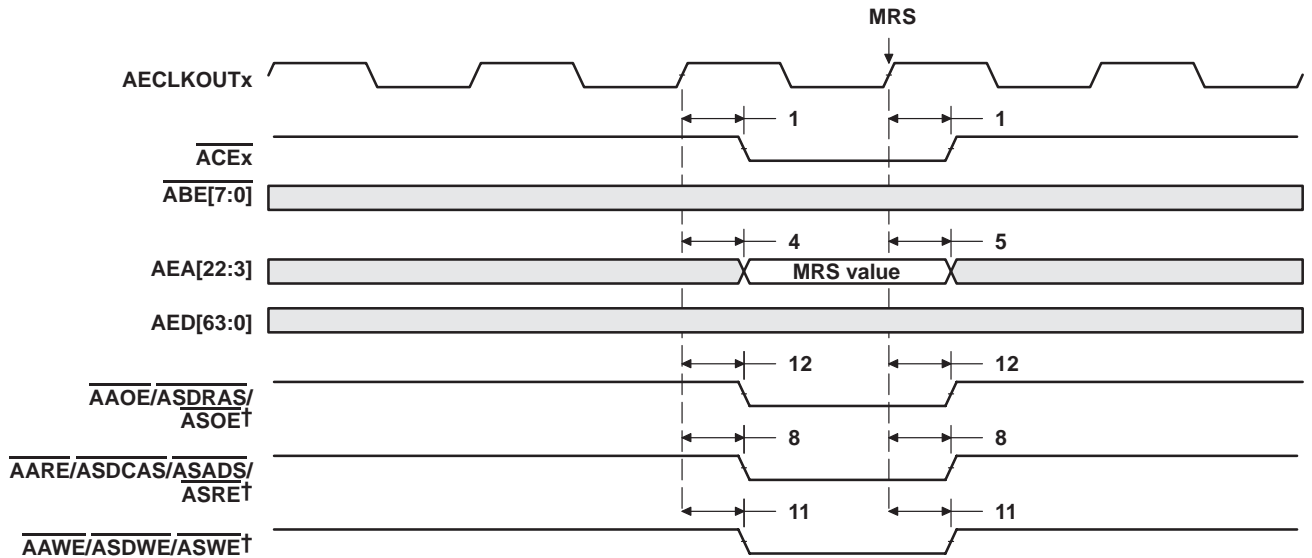 MRS
AECLKOUTx
1 1
ACEx
ABE[7:0]
4 5
AEA[22:3] MRS value
AED[63:0]
12 12
AAOE/ASDRAS/
ASOE†
8 8
AARE/ASDCAS/ASADS/
ASRE†
11 11
AAWE/ASDWE/ASWE†